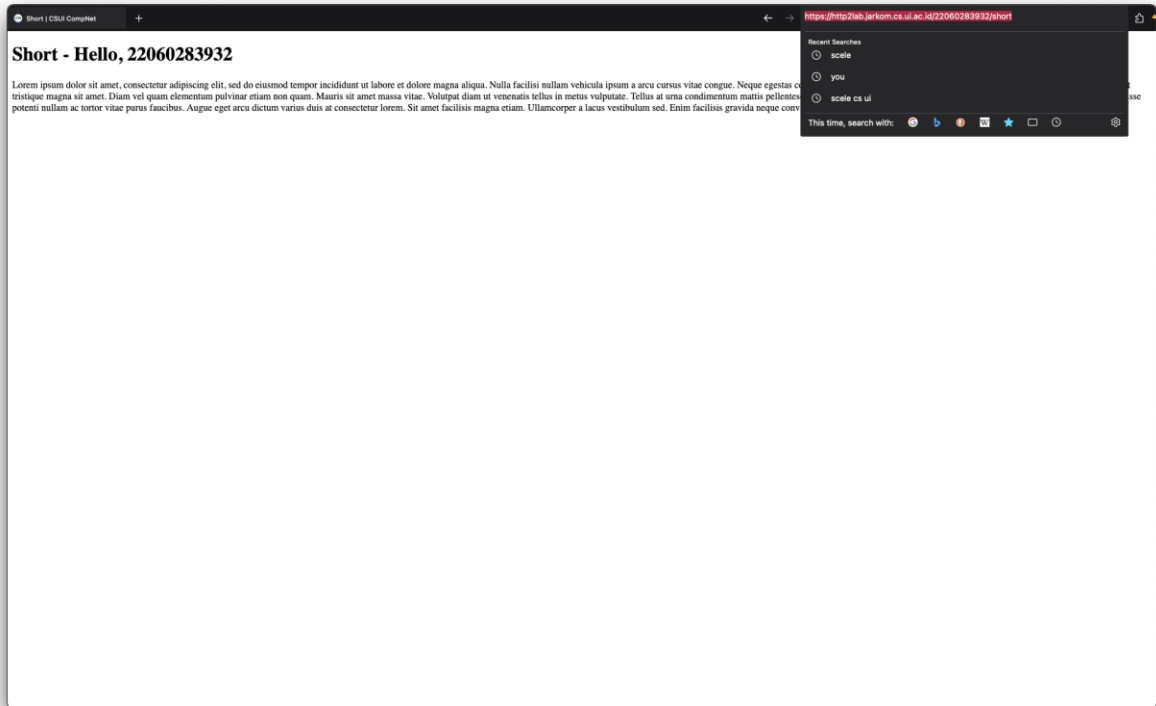 Short | CSUI CompNet
https://http2lab.jarkom.cs.ui.ac.id/22060283932/short
Recent Searches
scele
you
scele cs ui
This time, search with:
W
Short - Hello, 22060283932
Lorem ipsum dolor sit amet, consectetur adipiscing elit, sed do eiusmod tempor incididunt ut labore et dolore magna aliqua. Nulla facilisi nullam vehicula ipsum a arcu cursus vitae congue. Neque egestas co t
tristique magna sit amet. Diam vel quam elementum pulvinar etiam non quam. Mauris sit amet massa vitae. Volutpat diam ut venenatis tellus in metus vulputate. Tellus at urna condimentum mattis pellentes sse
potenti nullam ac tortor vitae purus faucibus. Augue eget arcu dictum varius duis at consectetur lorem. Sit amet facilisis magna etiam. Ullamcorper a lacus vestibulum sed. Enim facilisis gravida neque conv